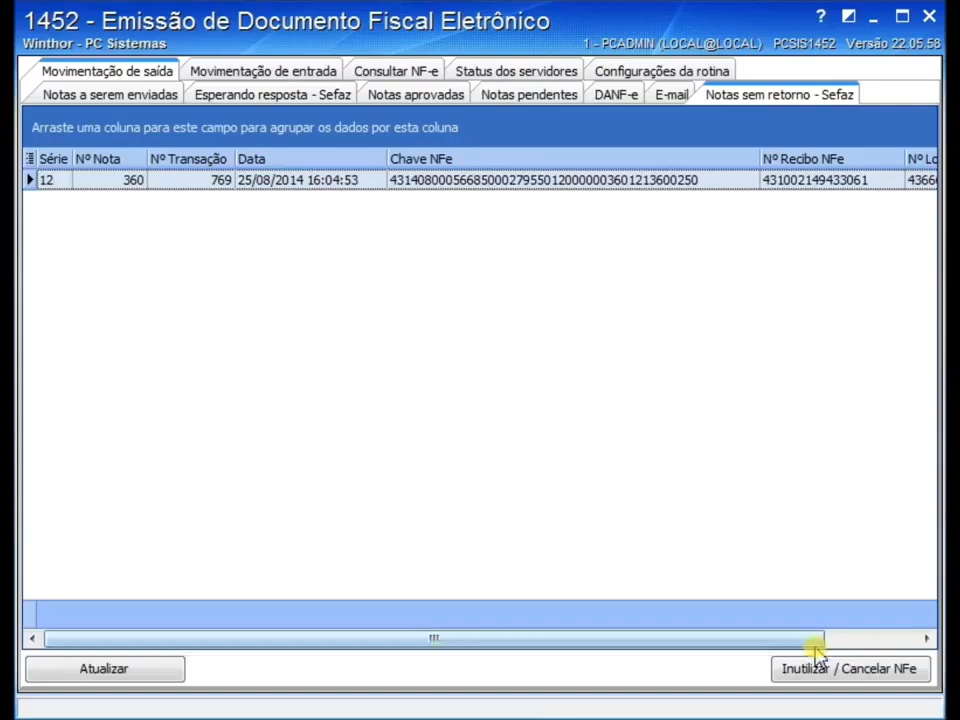 1452 - Emissão de Documento Fiscal Eletrônico
Winthor - PC Sistemas
1 - PCADMIN (LOCAL@LOCAL) PCSIS1452 Versão 22.05.58
Movimentação de saída Movimentação de entrada Consultar NF-e Status dos servidores Configurações da rotina
Notas a serem enviadas Esperando resposta - Sefaz Notas aprovadas Notas pendentes DANF-e E-mail Notas sem retorno - Sefaz
Arraste uma coluna para este campo para agrupar os dados por esta coluna
Série Nº Nota Nº Transação Data Chave NFe Nº Recibo NFe Nº Lo
12 360 769 25/08/2014 16:04:53 43140800056685000279550120000003601213600250 431002149433061 4366
Atualizar Inutilizar / Cancelar NFe